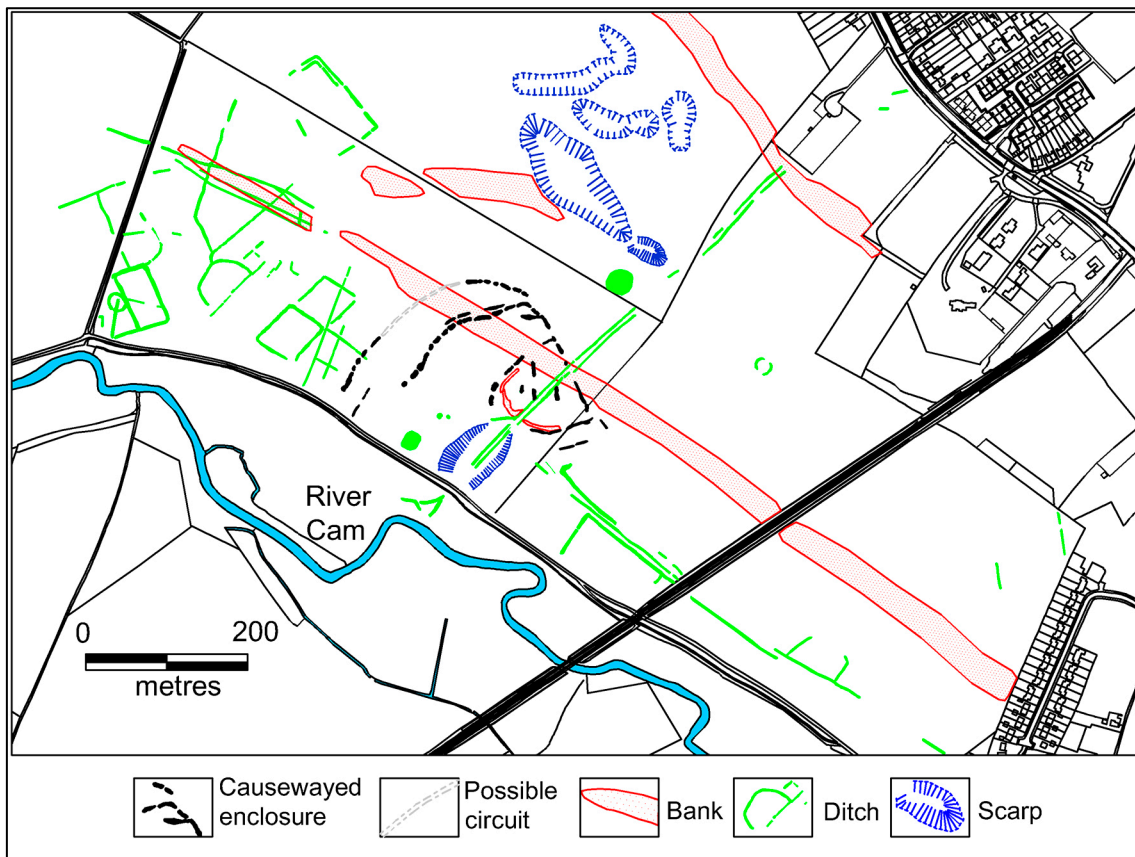 River
Cam
0 200
metres
Causewayed
enclosure
Possible
circuit
Bank
Ditch
Scarp